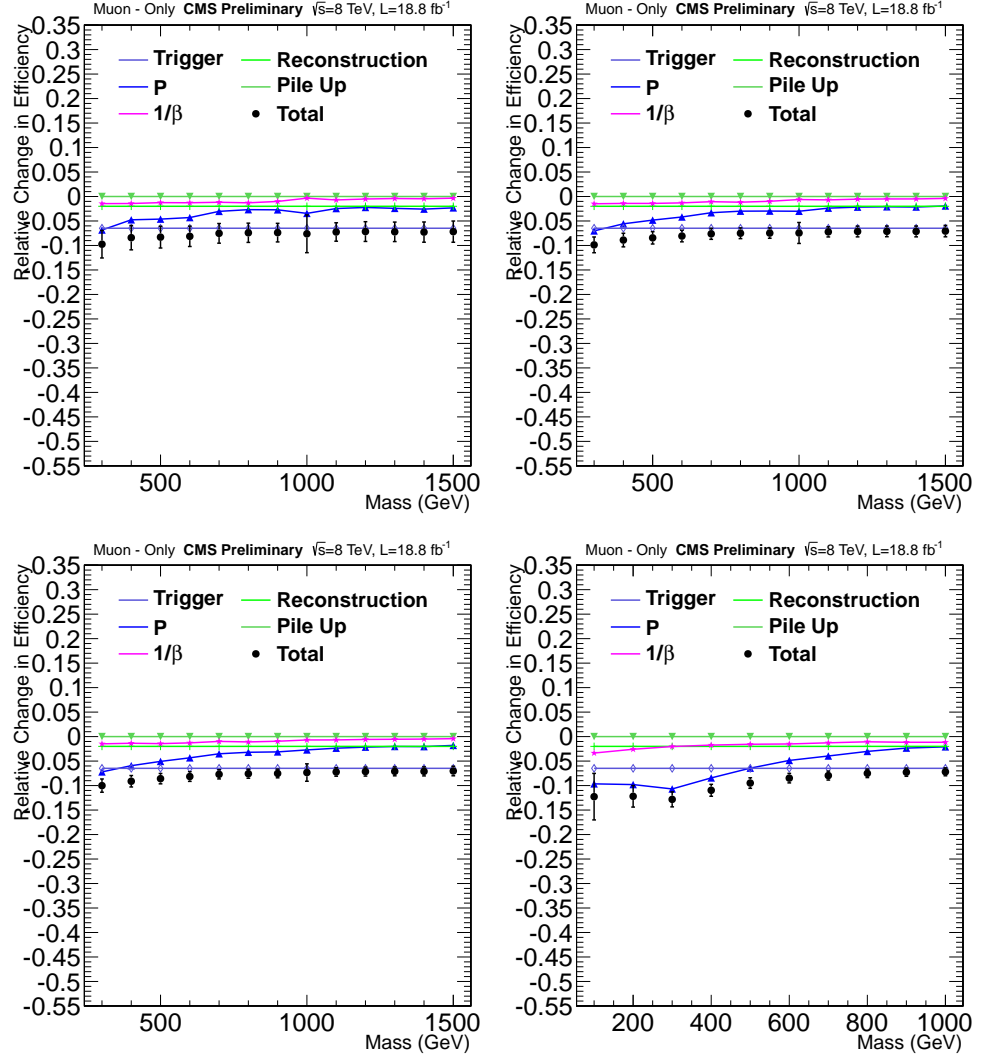 Muon - Only CMS Preliminary √s=8 TeV, L=18.8 fb-1
Relative Change in Efficiency
0.35
0.3
0.25
0.2
0.15
0.1
0.05
0
-0.05
-0.1
-0.15
-0.2
-0.25
-0.3
-0.35
-0.4
-0.45
-0.5
-0.55
Trigger
P
1/β
Reconstruction
Pile Up
Total
500 1000 1500
Mass (GeV)
Muon - Only CMS Preliminary √s=8 TeV, L=18.8 fb-1
Relative Change in Efficiency
0.35
0.3
0.25
0.2
0.15
0.1
0.05
0
-0.05
-0.1
-0.15
-0.2
-0.25
-0.3
-0.35
-0.4
-0.45
-0.5
-0.55
Trigger
P
1/β
Reconstruction
Pile Up
Total
500 1000 1500
Mass (GeV)
Muon - Only CMS Preliminary √s=8 TeV, L=18.8 fb-1
Relative Change in Efficiency
0.35
0.3
0.25
0.2
0.15
0.1
0.05
0
-0.05
-0.1
-0.15
-0.2
-0.25
-0.3
-0.35
-0.4
-0.45
-0.5
-0.55
Trigger
P
1/β
Reconstruction
Pile Up
Total
500 1000 1500
Mass (GeV)
Muon - Only CMS Preliminary √s=8 TeV, L=18.8 fb-1
Relative Change in Efficiency
0.35
0.3
0.25
0.2
0.15
0.1
0.05
0
-0.05
-0.1
-0.15
-0.2
-0.25
-0.3
-0.35
-0.4
-0.45
-0.5
-0.55
Trigger
P
1/β
Reconstruction
Pile Up
Total
200 400 600 800 1000
Mass (GeV)